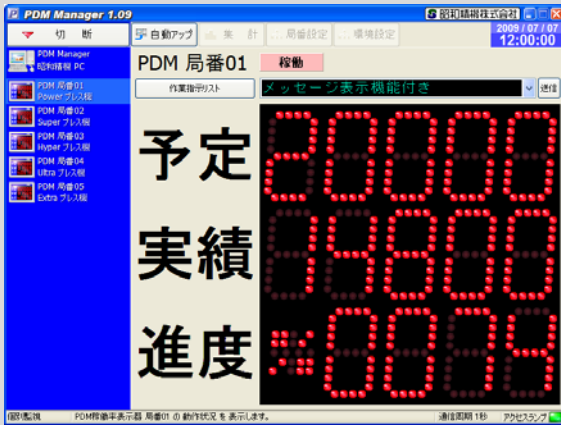 PDM Manager 1.09
S 昭和精機株式会社
切 断
自動アップ
集 計
局番設定
環境設定
2009 / 07 / 07
12:00:00
PDM Manager
昭和精機 PC
PDM 局番01
Power プレス機
PDM 局番02
Super プレス機
PDM 局番03
Hyper プレス機
PDM 局番04
Ultra プレス機
PDM 局番05
Extra プレス機
PDM 局番01
稼働
作業指示リスト
メッセージ表示機能付き
送信
予定
20000
実績
14800
進度
% 0074
PDM稼働率表示器 局番01 の 動作状況 を 表示します。
通信周期 1秒
アクセスランプ